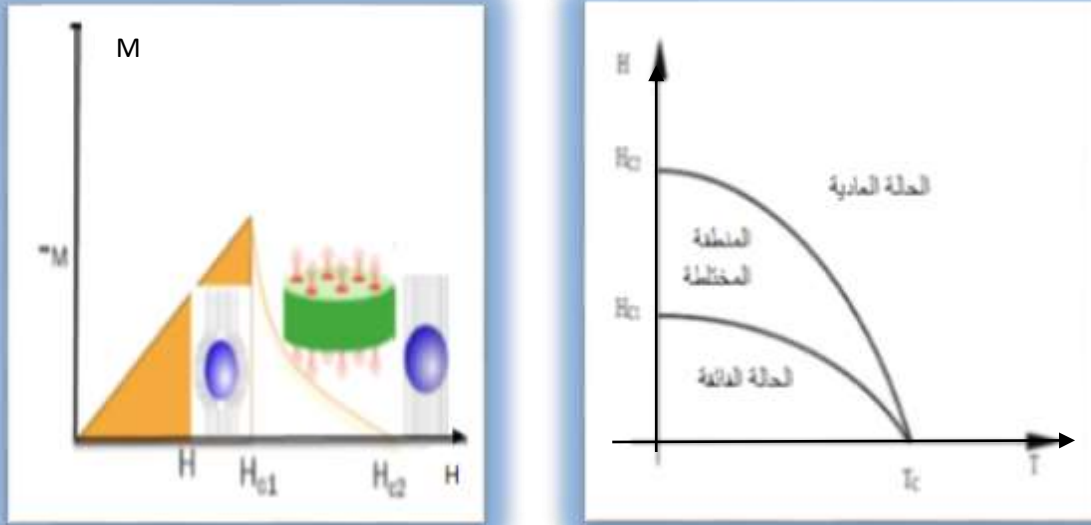 M
-M
H
Hc1
Hc2
H
H
Hc2
الحالة العادية
المنطقة
المختلطة
Hc1
الحالة الفائقة
Tc
T